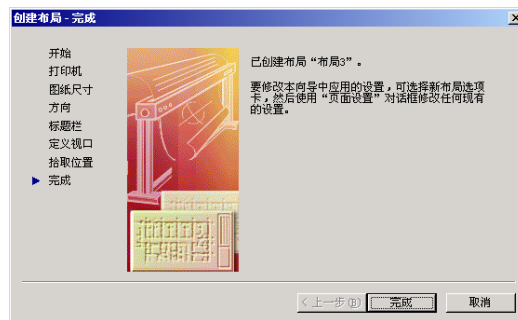 创建布局 - 完成
开始
打印机
图纸尺寸
方向
标题栏
定义视口
拾取位置
完成
已创建布局“布局3”。
要修改本向导中应用的设置，可选择新布局选项
卡，然后使用“页面设置”对话框修改任何现有
的设置。
< 上一步(B)
完成
取消